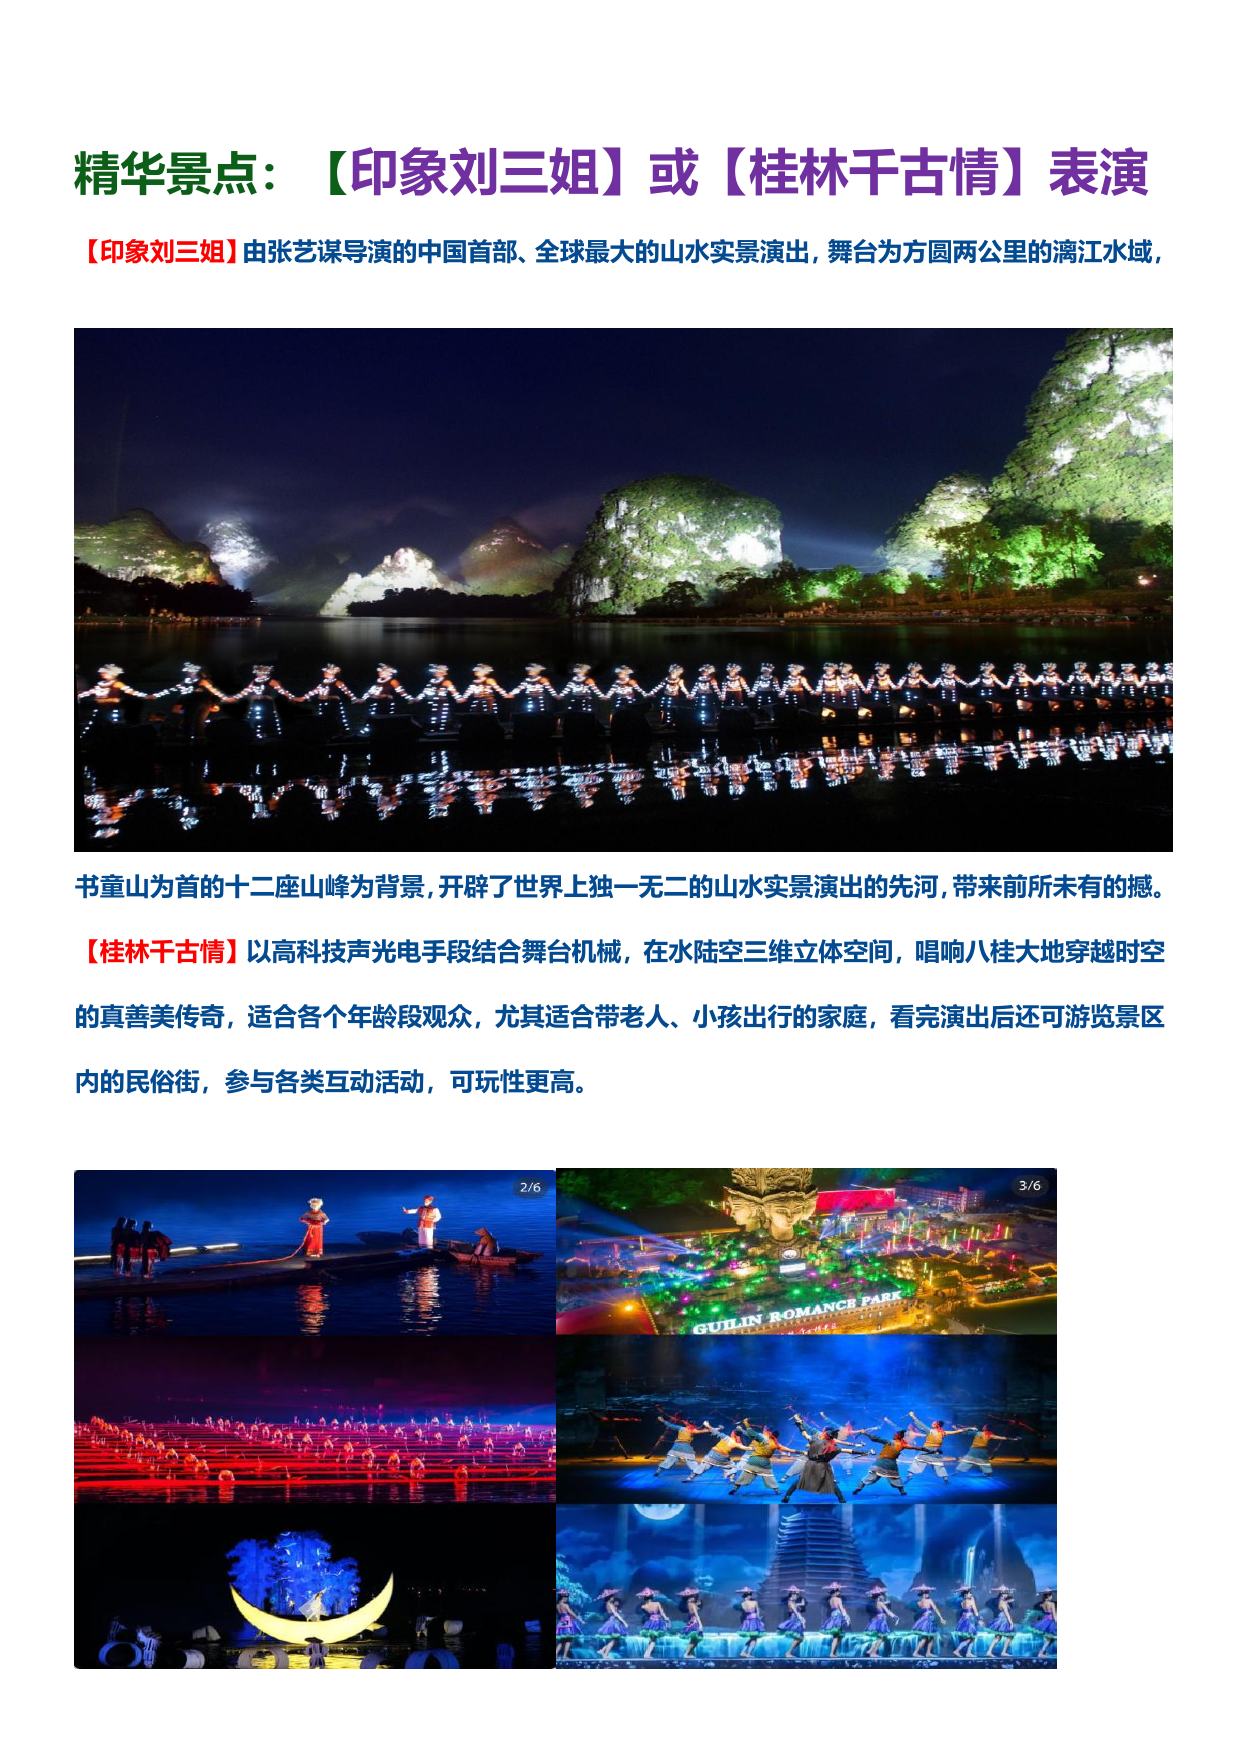 精华景点：【印象刘三姐】或【桂林千古情】表演
【印象刘三姐】由张艺谋导演的中国首部、全球最大的山水实景演出，舞台为方圆两公里的漓江水域，
书童山为首的十二座山峰为背景，开辟了世界上独一无二的山水实景演出的先河，带来前所未有的撼。
【桂林千古情】以高科技声光电手段结合舞台机械，在水陆空三维立体空间，唱响八桂大地穿越时空
的真善美传奇，适合各个年龄段观众，尤其适合带老人、小孩出行的家庭，看完演出后还可游览景区
内的民俗街，参与各类互动活动，可玩性更高。
2/6
3/6
GUILIN ROMANCE PARK